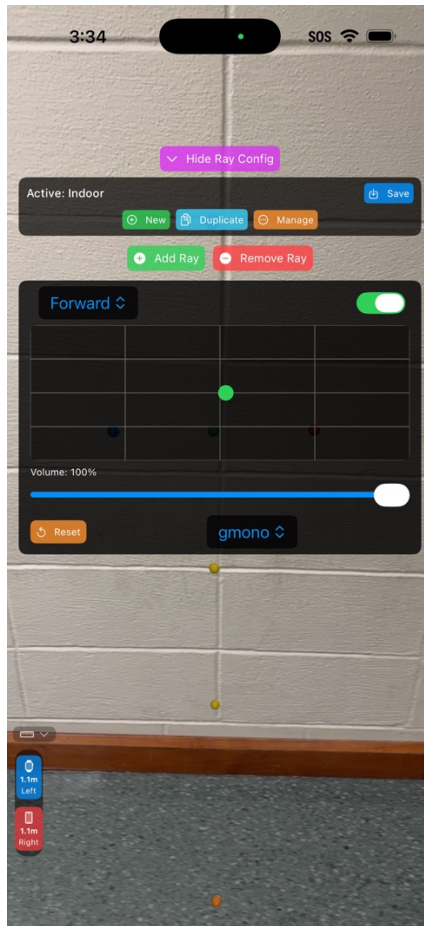 3:34 SOS
Hide Ray Config
Active: Indoor Save
New Duplicate Manage
Add Ray Remove Ray
Forward
Volume: 100%
Reset gmono
1.1m
Left
1.1m
Right